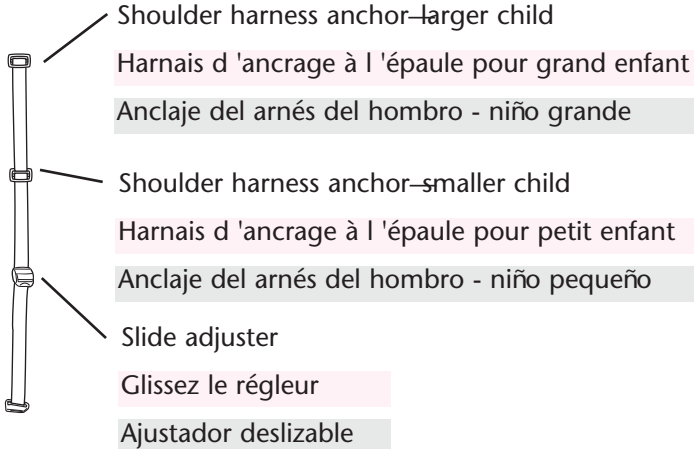 Shoulder harness anchor—larger child
Harnais d 'ancrage à l 'épaule pour grand enfant
Anclaje del arnés del hombro - niño grande
Shoulder harness anchor—smaller child
Harnais d 'ancrage à l 'épaule pour petit enfant
Anclaje del arnés del hombro - niño pequeño
Slide adjuster
Glissez le régleur
Ajustador deslizable